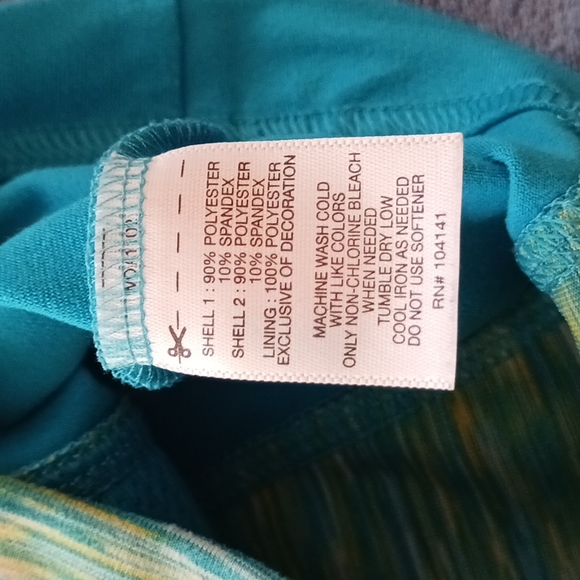 SHELL 1 : 90% POLYESTER
10% SPANDEX
SHELL 2 : 90% POLYESTER
10% SPANDEX
LINING : 100% POLYESTER
EXCLUSIVE OF DECORATION
MACHINE WASH COLD
WITH LIKE COLORS
ONLY NON-CHLORINE BLEACH
WHEN NEEDED
TUMBLE DRY LOW
COOL IRON AS NEEDED
DO NOT USE SOFTENER
RN# 104141